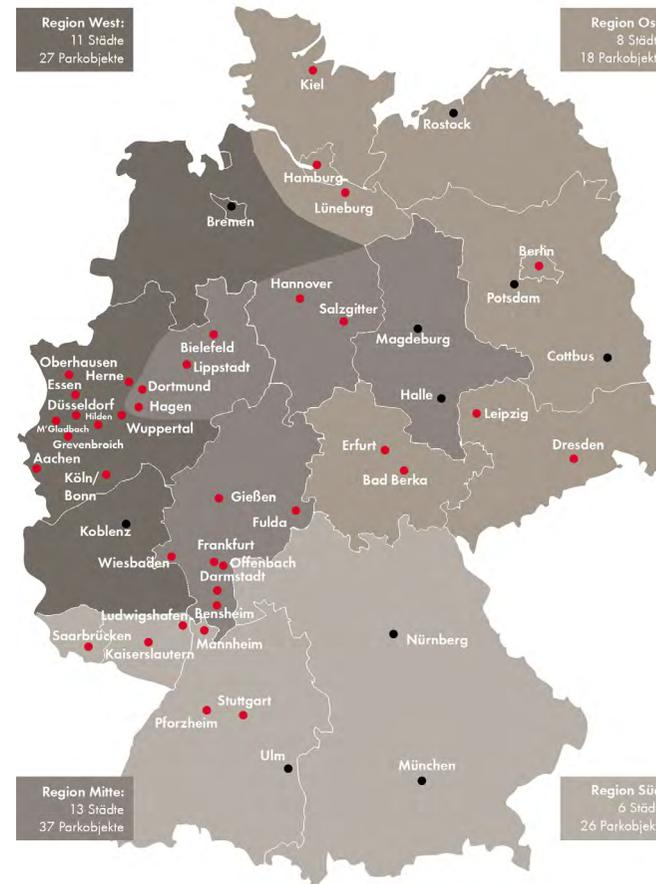 Region West:
11 Städte
27 Parkobjekte
Region Os
8 Städt
18 Parkobjekt
Kiel
Rostock
Hamburg
Lüneburg
Bremen
Berlin
Hannover
Potsdam
Salzgitter
Magdeburg
Bielefeld
Cottbus
Oberhausen
Lippstadt
Herne
Essen
Dortmund
Halle
Düsseldorf
Hagen
Hilden
Leipzig
M'Gladbach
Wuppertal
Grevenbroich
Erfurt
Dresden
Aachen
Bad Berka
Köln/
Bonn
Gießen
Fulda
Koblenz
Frankfurt
Wiesbaden
Offenbach
Darmstadt
Ludwigshafen
Bensheim
Saarbrücken
Mannheim
Kaiserslautern
Nürnberg
Stuttgart
Pforzheim
Ulm
München
Region Mitte:
13 Städte
37 Parkobjekte
Region Süd
6 Städt
26 Parkobjekt